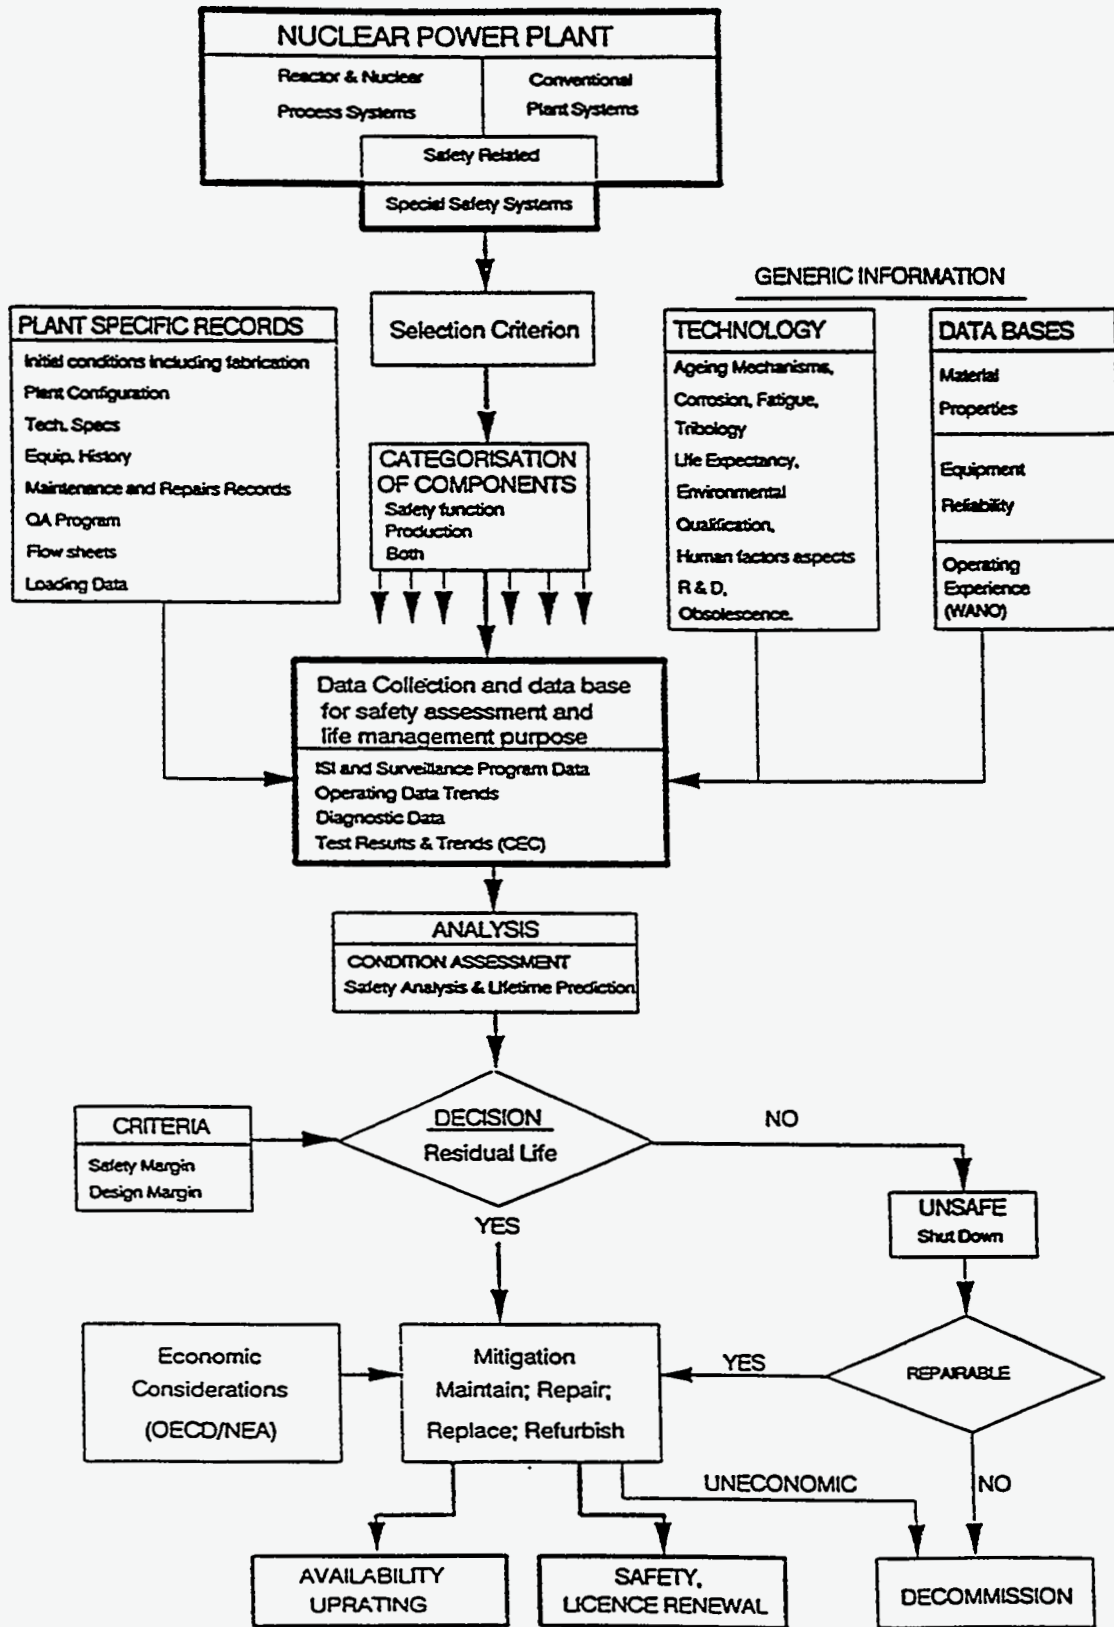 NUCLEAR POWER PLANT
Reactor & Nuclear
Process Systems
Conventional
Plant Systems
Safety Related
Special Safety Systems
Selection Criterion
GENERIC INFORMATION
PLANT SPECIFIC RECORDS
Initial conditions including fabrication
Plant Configuration
Tech. Specs
Equip. History
Maintenance and Repairs Records
QA Program
Flow sheets
Loading Data
CATEGORISATION
OF COMPONENTS
Safety function
Production
Both
TECHNOLOGY
Ageing Mechanisms,
Corrosion, Fatigue,
Tribology
Life Expectancy,
Environmental
Qualification,
Human factors aspects
R & D,
Obsolescence.
DATA BASES
Material
Properties
Equipment
Reliability
Operating
Experience
(WANO)
Data Collection and data base
for safety assessment and
life management purpose
ISI and Surveillance Program Data
Operating Data Trends
Diagnostic Data
Test Results & Trends (CEC)
ANALYSIS
CONDITION ASSESSMENT
Safety Analysis & Lifetime Prediction
CRITERIA
Safety Margin
Design Margin
DECISION
Residual Life
NO
YES
UNSAFE
Shut Down
Economic
Considerations
(OECD/NEA)
Mitigation
Maintain; Repair;
Replace; Refurbish
YES
REPAIRABLE
UNECONOMIC
NO
AVAILABILITY
UPRATING
SAFETY,
LICENCE RENEWAL
DECOMMISSION